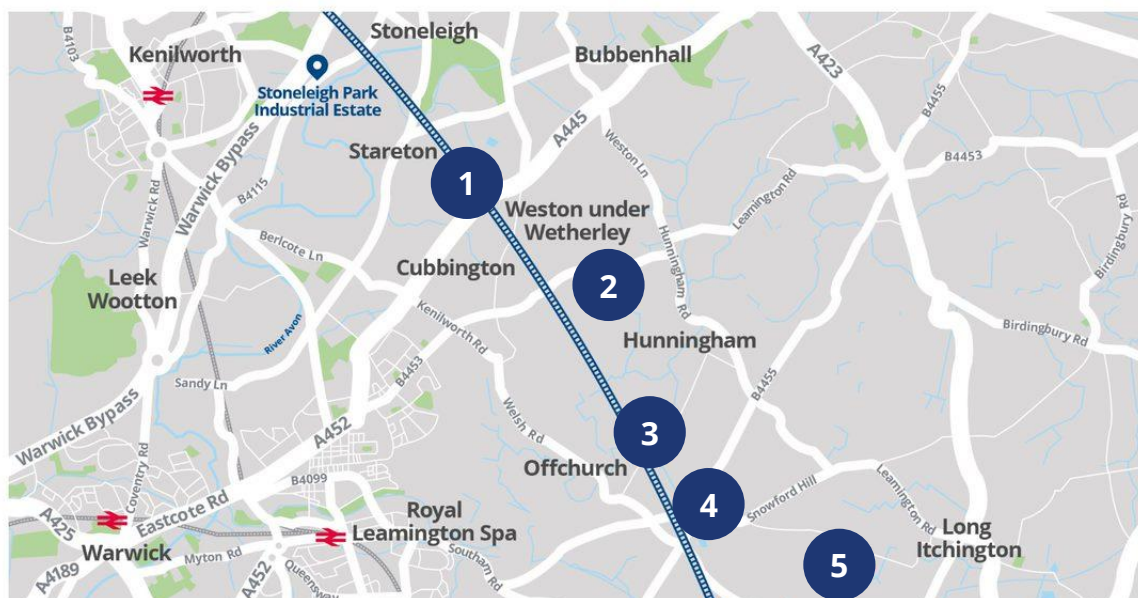 Stoneleigh
Kenilworth
B4103
Bubbenhall
A423
Stoneleigh Park
Industrial Estate
B4455
A445
Warwick Bypass
Stareton
Weston Ln
B4453
1
B4115
Leamington Rd
Warwick Rd
Birdingbury Rd
Weston under
Wetherley
Berlcote Ln
Hunningham Rd
Cubbington
Leek
Wootton
2
Kenilworth Rd
River Avon
Birdingbury Rd
Hunningham
B4453
B4455
Sandy Ln
Warwick Bypass
Welsh Rd
A452
3
Coventry Rd
Offchurch
B4099
Snowford Hill
Leamington Rd
4
Eastcote Rd
A425
Royal
Leamington Spa
Long
Itchington
Warwick
Myton Rd
Southam Rd
5
A4189
A452
Queensway